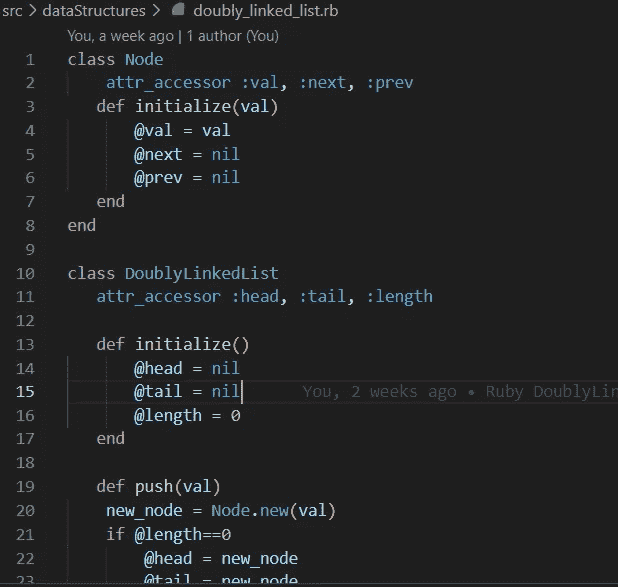 src > dataStructures > doubly_linked_list.rb
You, a week ago | 1 author (You)
1 class Node
2     attr_accessor :val, :next, :prev
3    def initialize(val)
4        @val = val
5        @next = nil
6        @prev = nil
7    end
8 end
9
10 class DoublyLinkedList
11    attr_accessor :head, :tail, :length
12
13    def initialize()
14        @head = nil
15        @tail = nil    You, 2 weeks ago • Ruby DoublyLin
16        @length = 0
17    end
18
19    def push(val)
20     new_node = Node.new(val)
21     if @length==0
22         @head = new_node
23         @tail = new_node